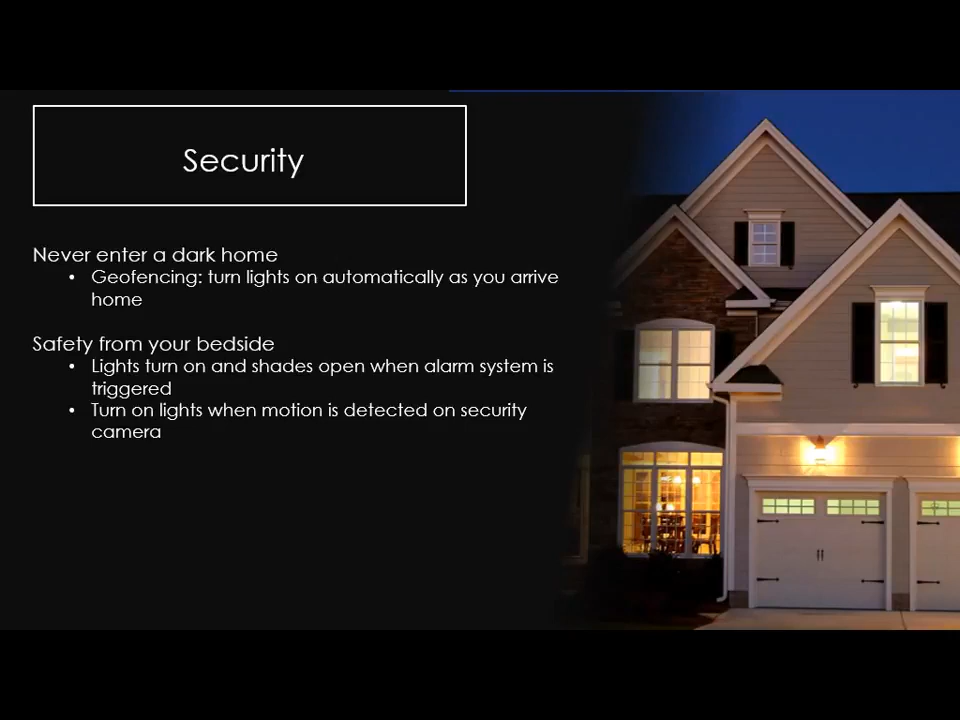 Security
Never enter a dark home
• Geofencing: turn lights on automatically as you arrive
home
Safety from your bedside
• Lights turn on and shades open when alarm system is
triggered
• Turn on lights when motion is detected on security
camera